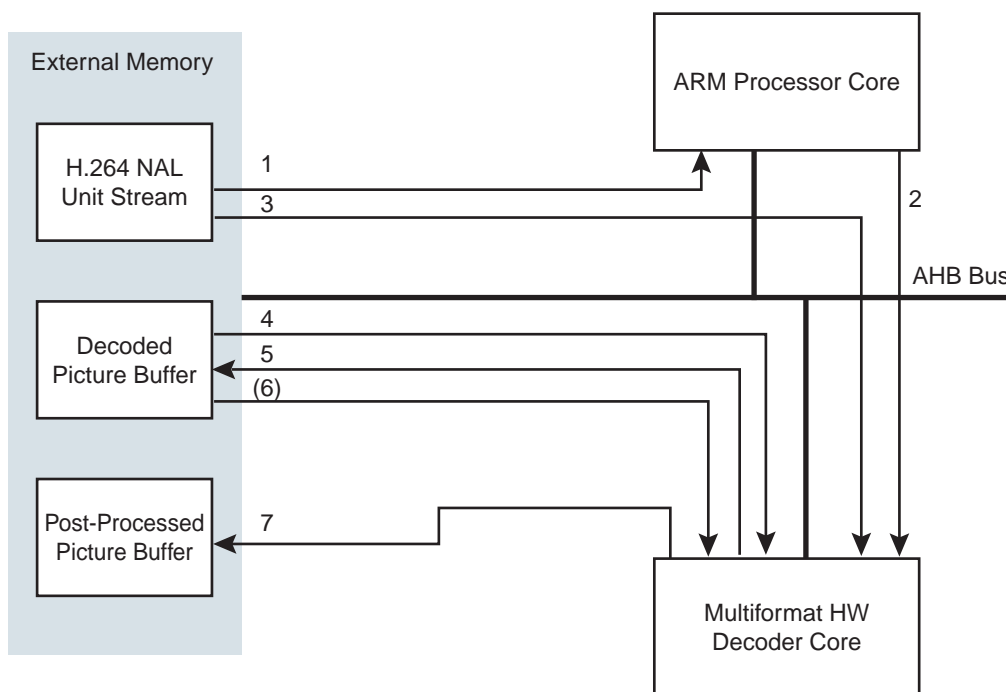 External Memory
ARM Processor Core
H.264 NAL
Unit Stream
1
3
2
AHB Bus
Decoded
Picture Buffer
4
5
(6)
Post-Processed
Picture Buffer
7
Multiformat HW
Decoder Core